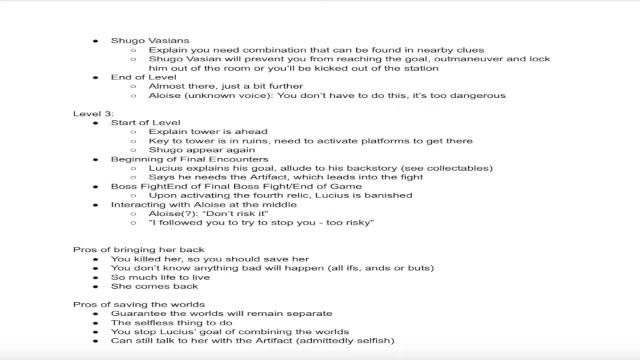 ● Shugo Vasians
○ Explain you need combination that can be found in nearby clues
○ Shugo Vasian will prevent you from reaching the goal, outmaneuver and lock
him out of the room or you'll be kicked out of the station
● End of Level
○ Almost there, just a bit further
○ Aloise (unknown voice): You don't have to do this, it's too dangerous
Level 3:
● Start of Level
○ Explain tower is ahead
○ Key to tower is in ruins, need to activate platforms to get there
○ Shugo appear again
● Beginning of Final Encounters
○ Lucius explains his goal, allude to his backstory (see collectables)
○ Says he needs the Artifact, which leads into the fight
● Boss FightEnd of Final Boss Fight/End of Game
○ Upon activating the fourth relic, Lucius is banished
● Interacting with Aloise at the middle
○ Aloise(?): "Don't risk it"
○ "I followed you to try to stop you - too risky"
Pros of bringing her back
● You killed her, so you should save her
● You don't know anything bad will happen (all ifs, ands or buts)
● So much life to live
● She comes back
Pros of saving the worlds
● Guarantee the worlds will remain separate
● The selfless thing to do
● You stop Lucius' goal of combining the worlds
● Can still talk to her with the Artifact (admittedly selfish)